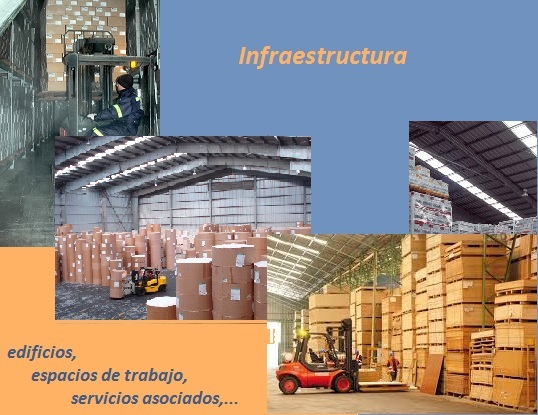 Infraestructura
edificios,
espacios de trabajo,
servicios asociados,...